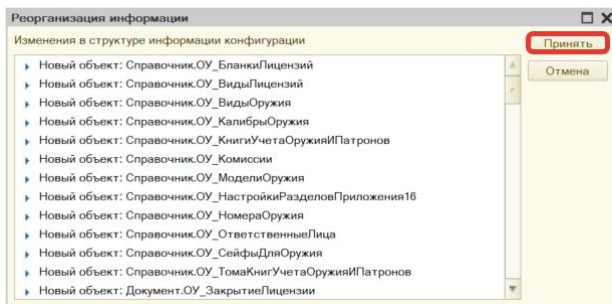 Реорганизация информации
Изменения в структуре информации конфигурации
Принять
Отмена
Новый объект: Справочник.ОУ_БланкиЛицензий
Новый объект: Справочник.ОУ_ВидыЛицензий
Новый объект: Справочник.ОУ_ВидыОружия
Новый объект: Справочник.ОУ_КалибрыОружия
Новый объект: Справочник.ОУ_КнигиУчетаОружияИПатронов
Новый объект: Справочник.ОУ_Комиссии
Новый объект: Справочник.ОУ_МоделиОружия
Новый объект: Справочник.ОУ_НастройкиРазделовПриложения16
Новый объект: Справочник.ОУ_НомераОружия
Новый объект: Справочник.ОУ_ОтветственныеЛица
Новый объект: Справочник.ОУ_СейфыДляОружия
Новый объект: Справочник.ОУ_ТомаКнигУчетаОружияИПатронов
Новый объект: Документ.ОУ_ЗакрытиеЛицензии